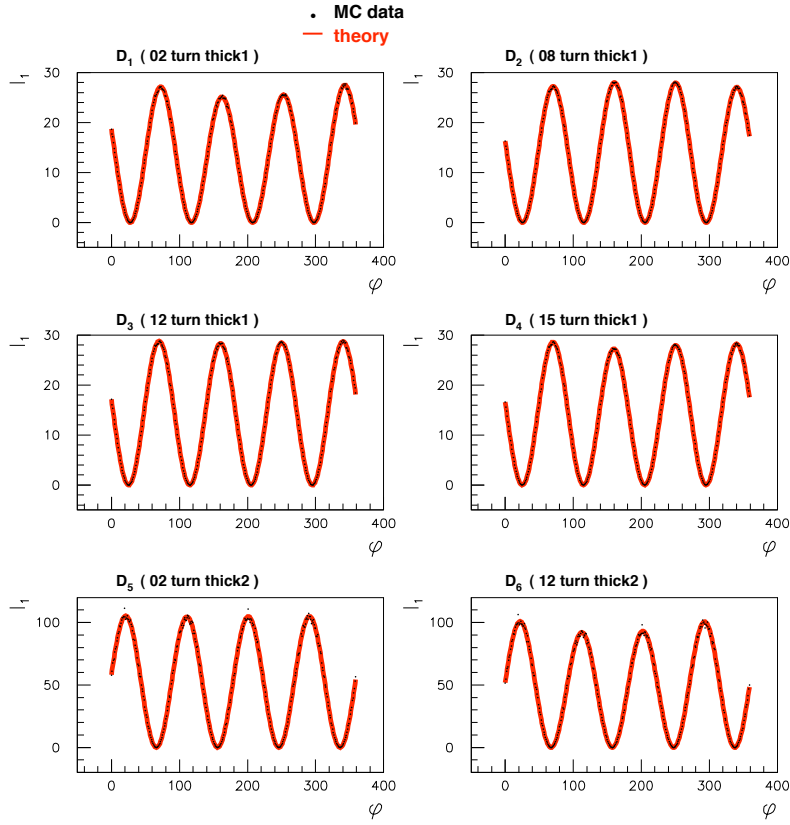 MC data
theory
D1 ( 02 turn thick1 )
D2 ( 08 turn thick1 )
I1
30
20
10
0
0
100
200
300
400
φ
I1
30
20
10
0
0
100
200
300
400
φ
D3 ( 12 turn thick1 )
D4 ( 15 turn thick1 )
I1
30
20
10
0
0
100
200
300
400
φ
I1
30
20
10
0
0
100
200
300
400
φ
D5 ( 02 turn thick2 )
D6 ( 12 turn thick2 )
I1
100
50
0
0
100
200
300
400
φ
I1
100
50
0
0
100
200
300
400
φ